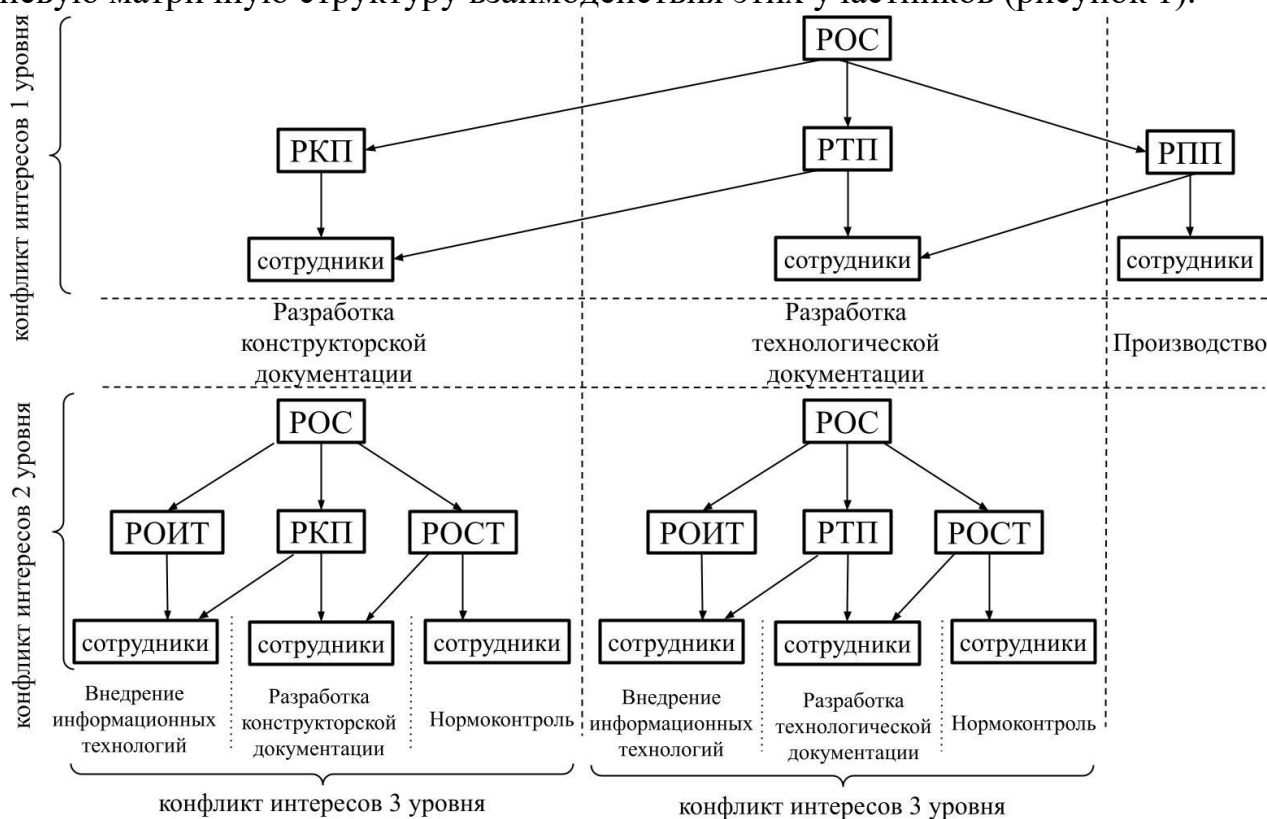 матричную структуру взаимодействия этих участников (рисунок 1).
конфликт интересов 1 уровня
РОС
РКП
РТП
РПП
сотрудники
сотрудники
сотрудники
Разработка
конструкторской
документации
Разработка
технологической
документации
Производство
конфликт интересов 2 уровня
РОС
РОИТ
РКП
РОСТ
сотрудники
сотрудники
сотрудники
Внедрение
информационных
технологий
Разработка
конструкторской
документации
Нормоконтроль
конфликт интересов 3 уровня
РОС
РОИТ
РТП
РОСТ
сотрудники
сотрудники
сотрудники
Внедрение
информационных
технологий
Разработка
технологической
документации
Нормоконтроль
конфликт интересов 3 уровня